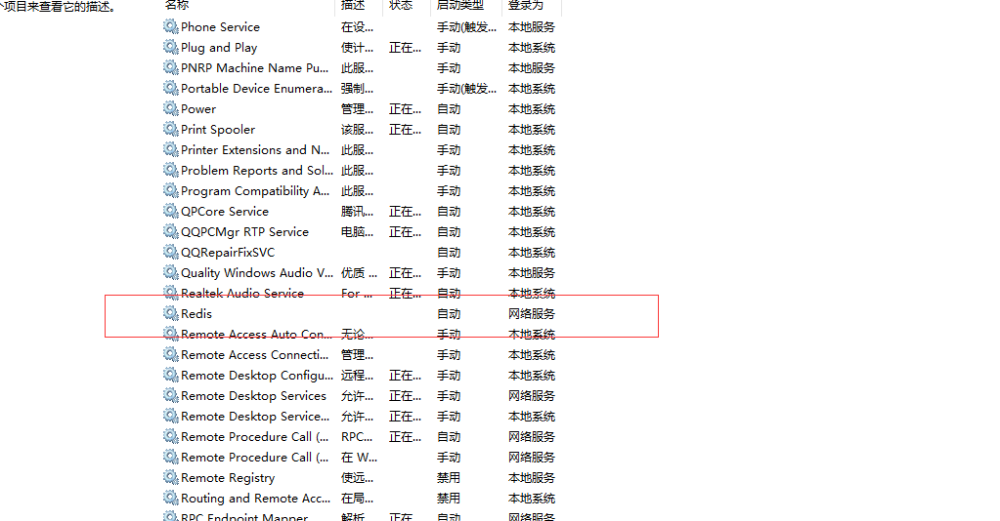 个项目来查看它的描述。
名称 描述 状态 启动类型 登录为
Phone Service 在设... 手动(触发... 本地服务
Plug and Play 使计... 正在... 手动 本地系统
PNRP Machine Name Pu... 此服... 手动 本地服务
Portable Device Enumera... 强制... 手动(触发... 本地系统
Power 管理... 正在... 自动 本地系统
Print Spooler 该服... 正在... 自动 本地系统
Printer Extensions and N... 此服... 手动 本地系统
Problem Reports and Sol... 此服... 手动 本地系统
Program Compatibility A... 此服... 手动 本地系统
QPCore Service 腾讯... 正在... 自动 本地系统
QQPCMgr RTP Service 电脑... 正在... 自动 本地系统
QQRepairFixSVC 自动 本地系统
Quality Windows Audio V... 优质 ... 正在... 手动 本地服务
Realtek Audio Service For ... 正在... 自动 本地系统
Redis 自动 网络服务
Remote Access Auto Con... 无论... 手动 本地系统
Remote Access Connecti... 管理... 手动 本地系统
Remote Desktop Configu... 远程... 正在... 手动 本地系统
Remote Desktop Services 允许... 正在... 手动 网络服务
Remote Desktop Service... 允许... 正在... 手动 本地系统
Remote Procedure Call (... RPC... 正在... 自动 网络服务
Remote Procedure Call (... 在 W... 手动 网络服务
Remote Registry 使远... 禁用 本地服务
Routing and Remote Acc... 在局... 禁用 本地系统
RPC Endpoint Mapper 解析... 正在... 自动 网络服务